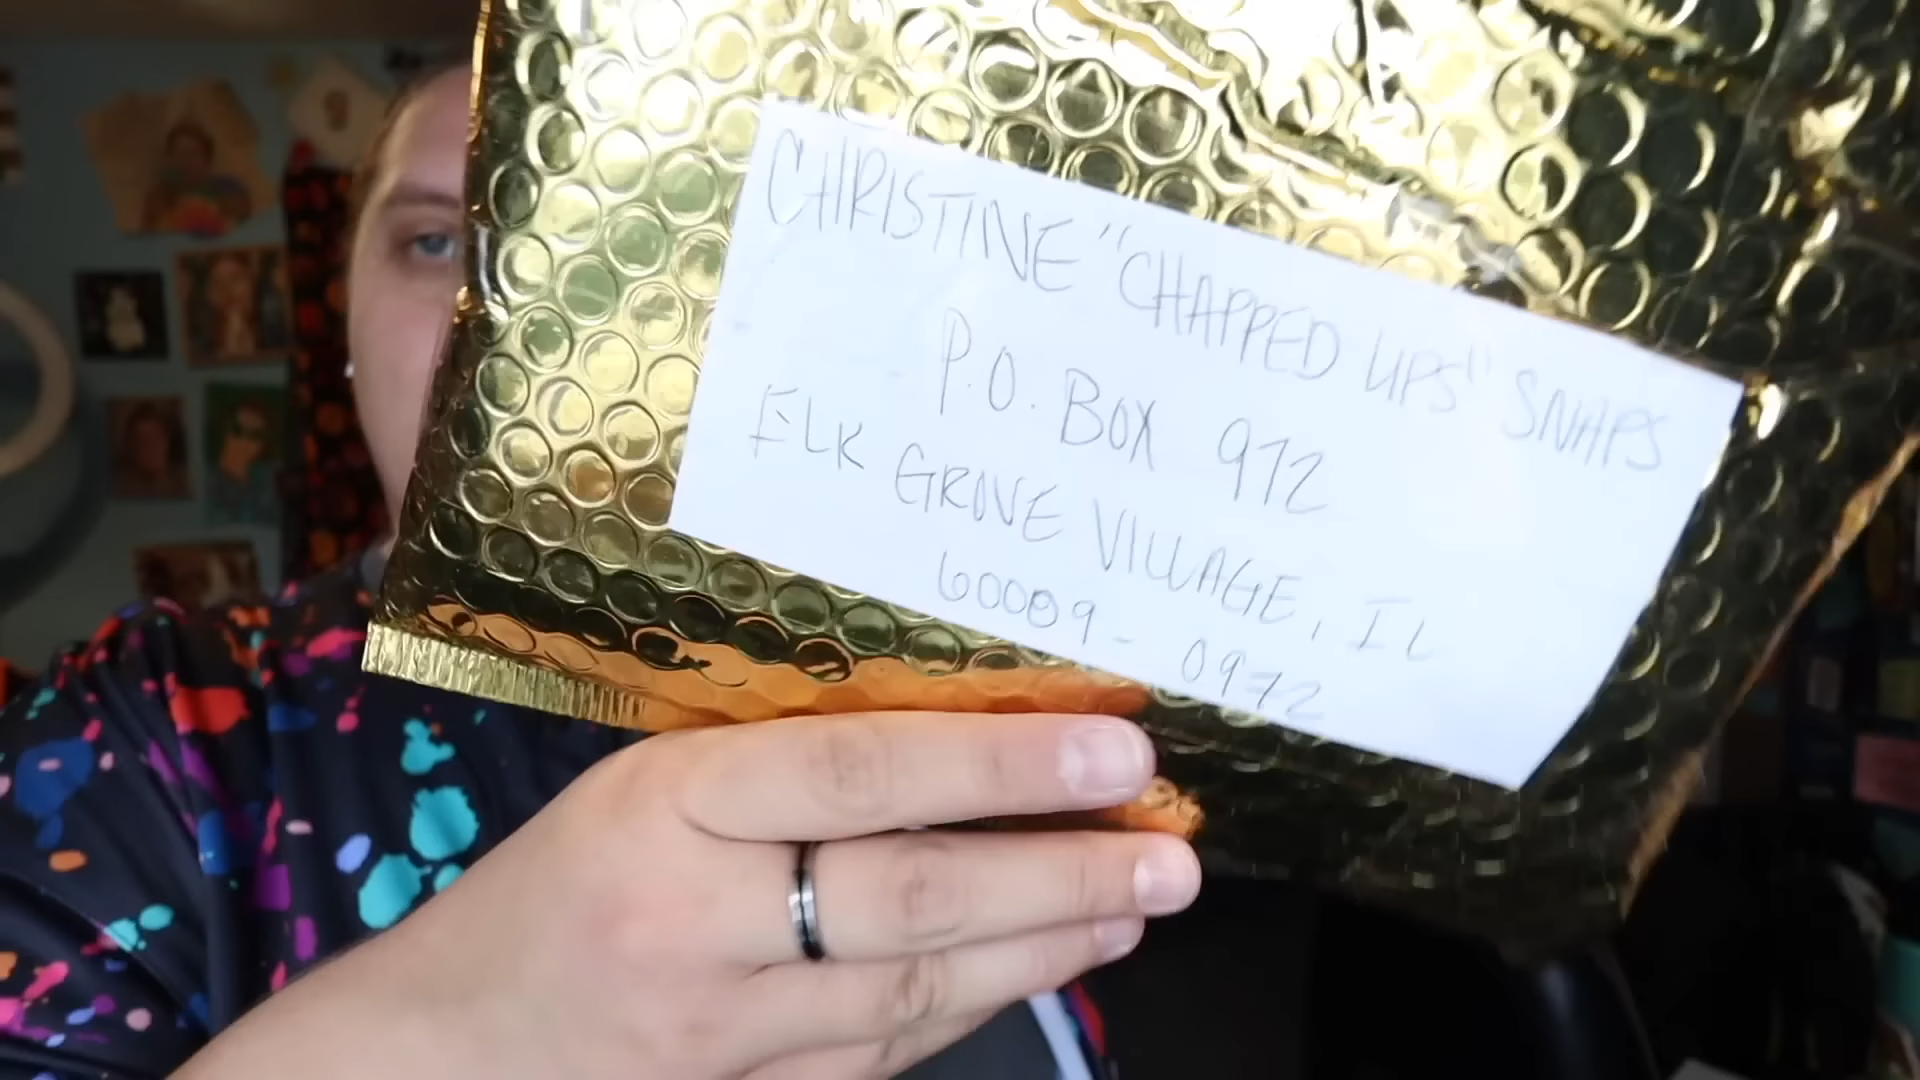 CHRISTINE "CHAPPED LIPS" SNAPS
P.O. BOX 972
ELK GROVE VILLAGE, IL
60009-0972